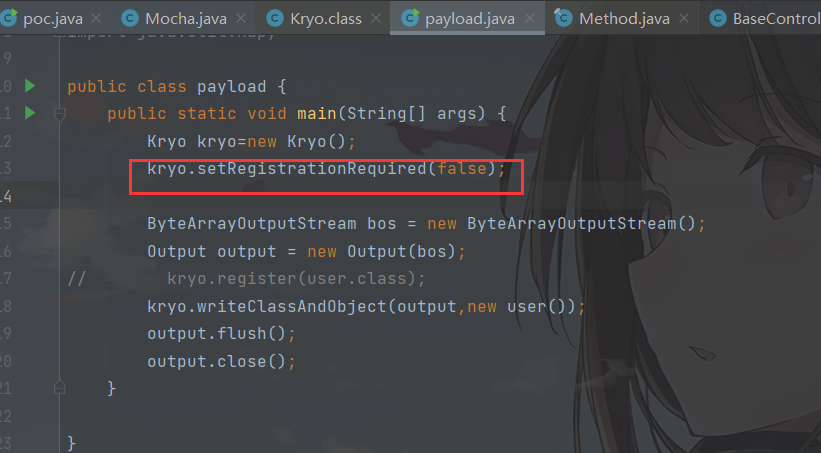 poc.java Mocha.java Kryo.class payload.java Method.java BaseControl
9
10 public class payload {
11 public static void main(String[] args) {
12 Kryo kryo=new Kryo();
13 kryo.setRegistrationRequired(false);
14
15 ByteArrayOutputStream bos = new ByteArrayOutputStream();
16 Output output = new Output(bos);
17 // kryo.register(user.class);
18 kryo.writeClassAndObject(output,new user());
19 output.flush();
20 output.close();
21 }
22
23 }